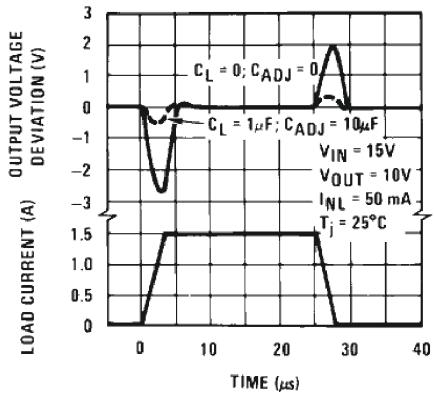 OUTPUT VOLTAGE
DEVIATION (V)
3
2
1
0
-1
-2
-3
C_L = 0; C_ADJ = 0
C_L = 1μF; C_ADJ = 10μF
V_IN = 15V
V_OUT = 10V
I_NL = 50 mA
T_j = 25°C
LOAD CURRENT (A)
1.5
1.0
0.5
0
0 10 20 30 40
TIME (μs)